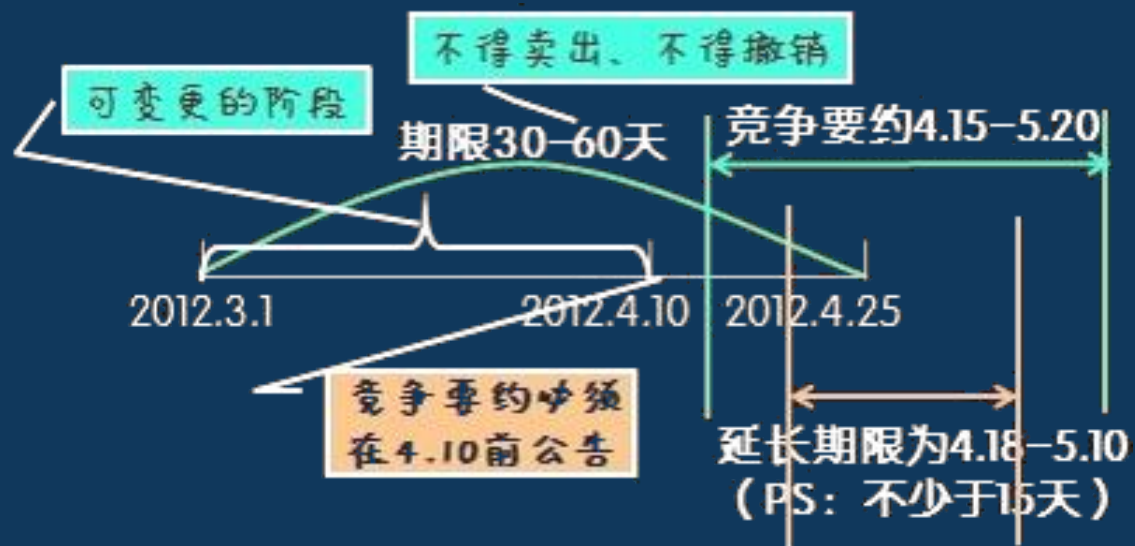 不得卖出、不得撤销
可变更的阶段
期限30-60天
竞争要约4.15-5.20
2012.3.1
2012.4.10
2012.4.25
竞争要约必须
在4.10前公告
延长期限为4.18-5.10
（PS：不少于15天）